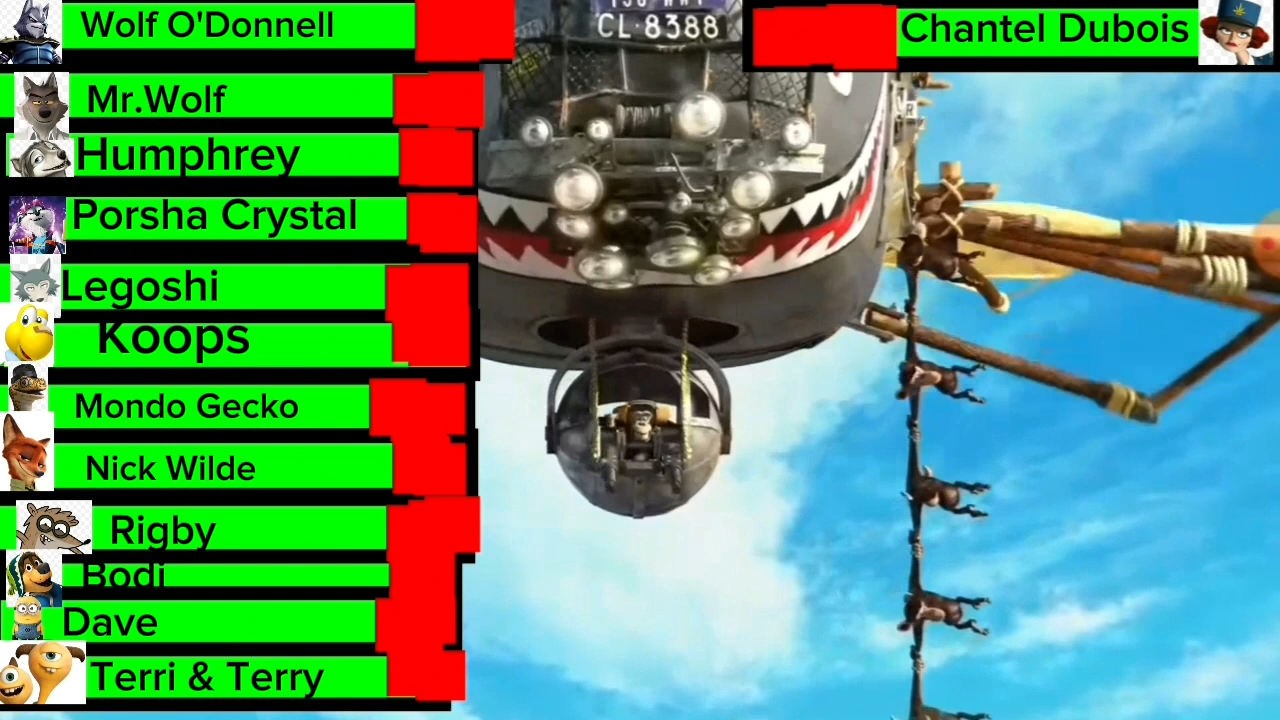 Wolf O'Donnell
Mr.Wolf
Humphrey
Porsha Crystal
Legoshi
Koops
Mondo Gecko
Nick Wilde
Rigby
Bodi
Dave
Terri & Terry
CL·8388
Chantel Dubois